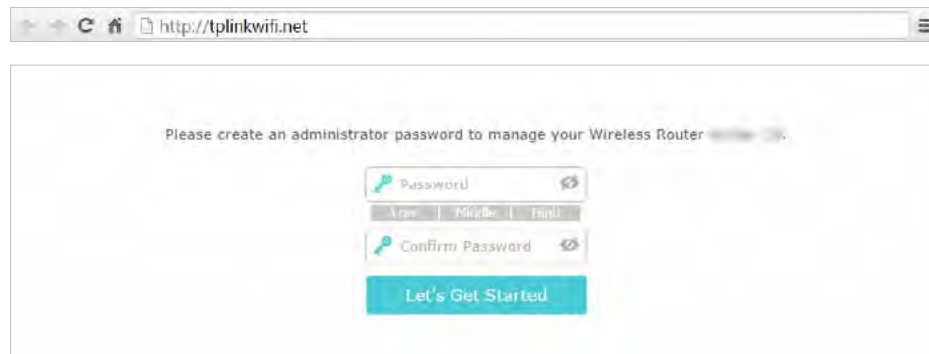 http://tplinkwifi.net
Please create an administrator password to manage your Wireless Router
Password
Low | Middle | High
Confirm Password
Let's Get Started